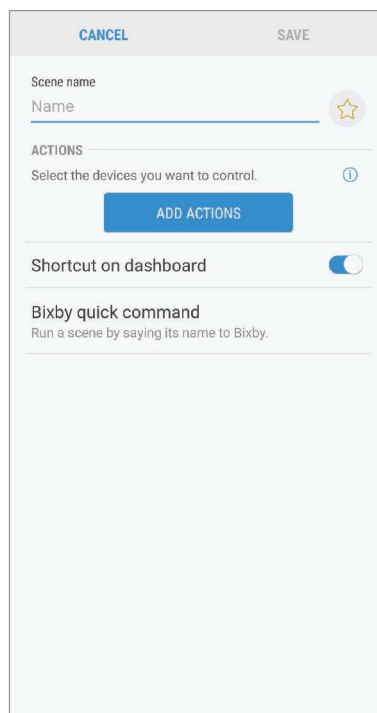 CANCEL SAVE
Scene name
Name
ACTIONS
Select the devices you want to control.
ADD ACTIONS
Shortcut on dashboard
Bixby quick command
Run a scene by saying its name to Bixby.